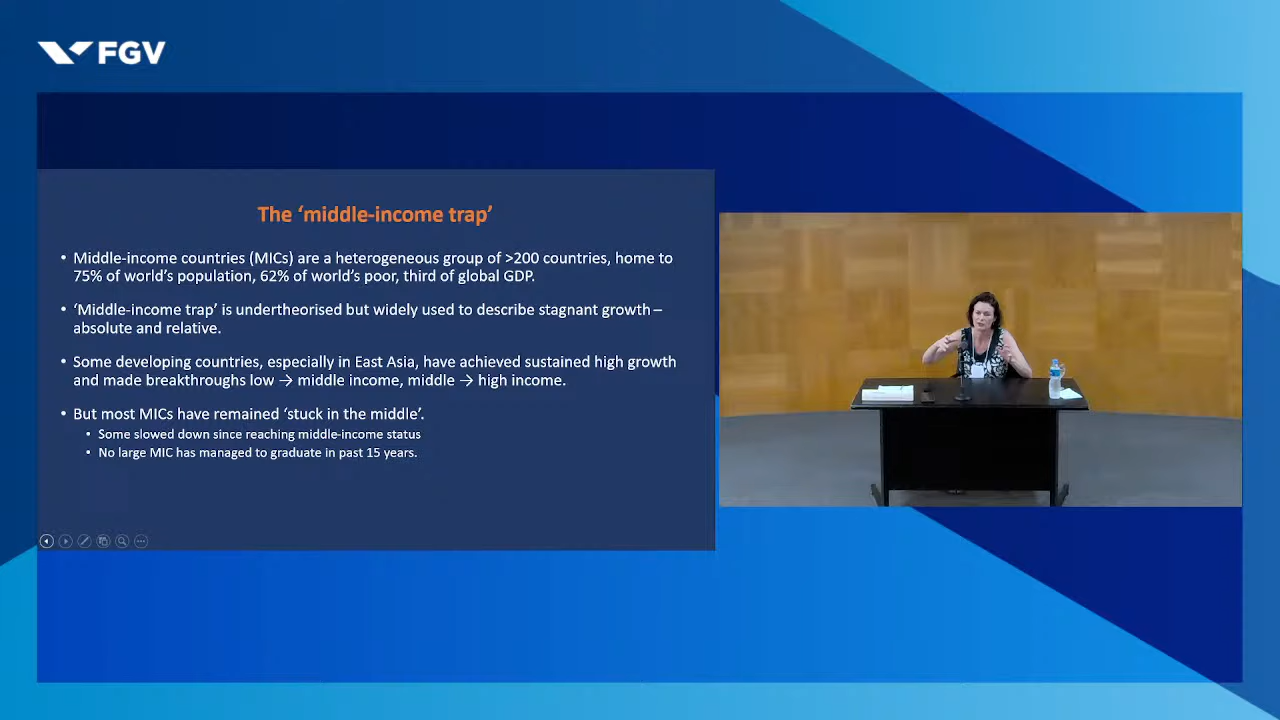 FGV
The ‘middle-income trap’
• Middle-income countries (MICs) are a heterogeneous group of >200 countries, home to
75% of world’s population, 62% of world’s poor, third of global GDP.
• ‘Middle-income trap’ is undertheorised but widely used to describe stagnant growth –
absolute and relative.
• Some developing countries, especially in East Asia, have achieved sustained high growth
and made breakthroughs low → middle income, middle → high income.
• But most MICs have remained ‘stuck in the middle’.
• Some slowed down since reaching middle-income status
• No large MIC has managed to graduate in past 15 years.